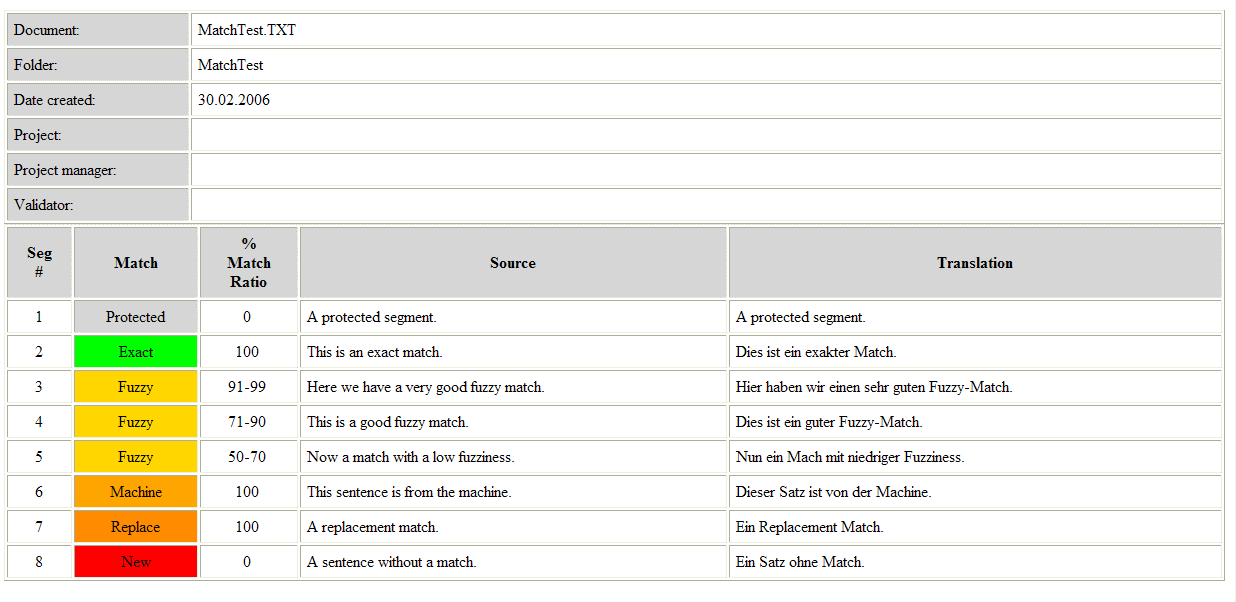 Document: MatchTest.TXT
Folder: MatchTest
Date created: 30.02.2006
Project:
Project manager:
Validator:
Seg # Match % Match Ratio Source Translation
1 Protected 0 A protected segment. A protected segment.
2 Exact 100 This is an exact match. Dies ist ein exakter Match.
3 Fuzzy 91-99 Here we have a very good fuzzy match. Hier haben wir einen sehr guten Fuzzy-Match.
4 Fuzzy 71-90 This is a good fuzzy match. Dies ist ein guter Fuzzy-Match.
5 Fuzzy 50-70 Now a match with a low fuzziness. Nun ein Mach mit niedriger Fuzziness.
6 Machine 100 This sentence is from the machine. Dieser Satz ist von der Machine.
7 Replace 100 A replacement match. Ein Replacement Match.
8 New 0 A sentence without a match. Ein Satz ohne Match.